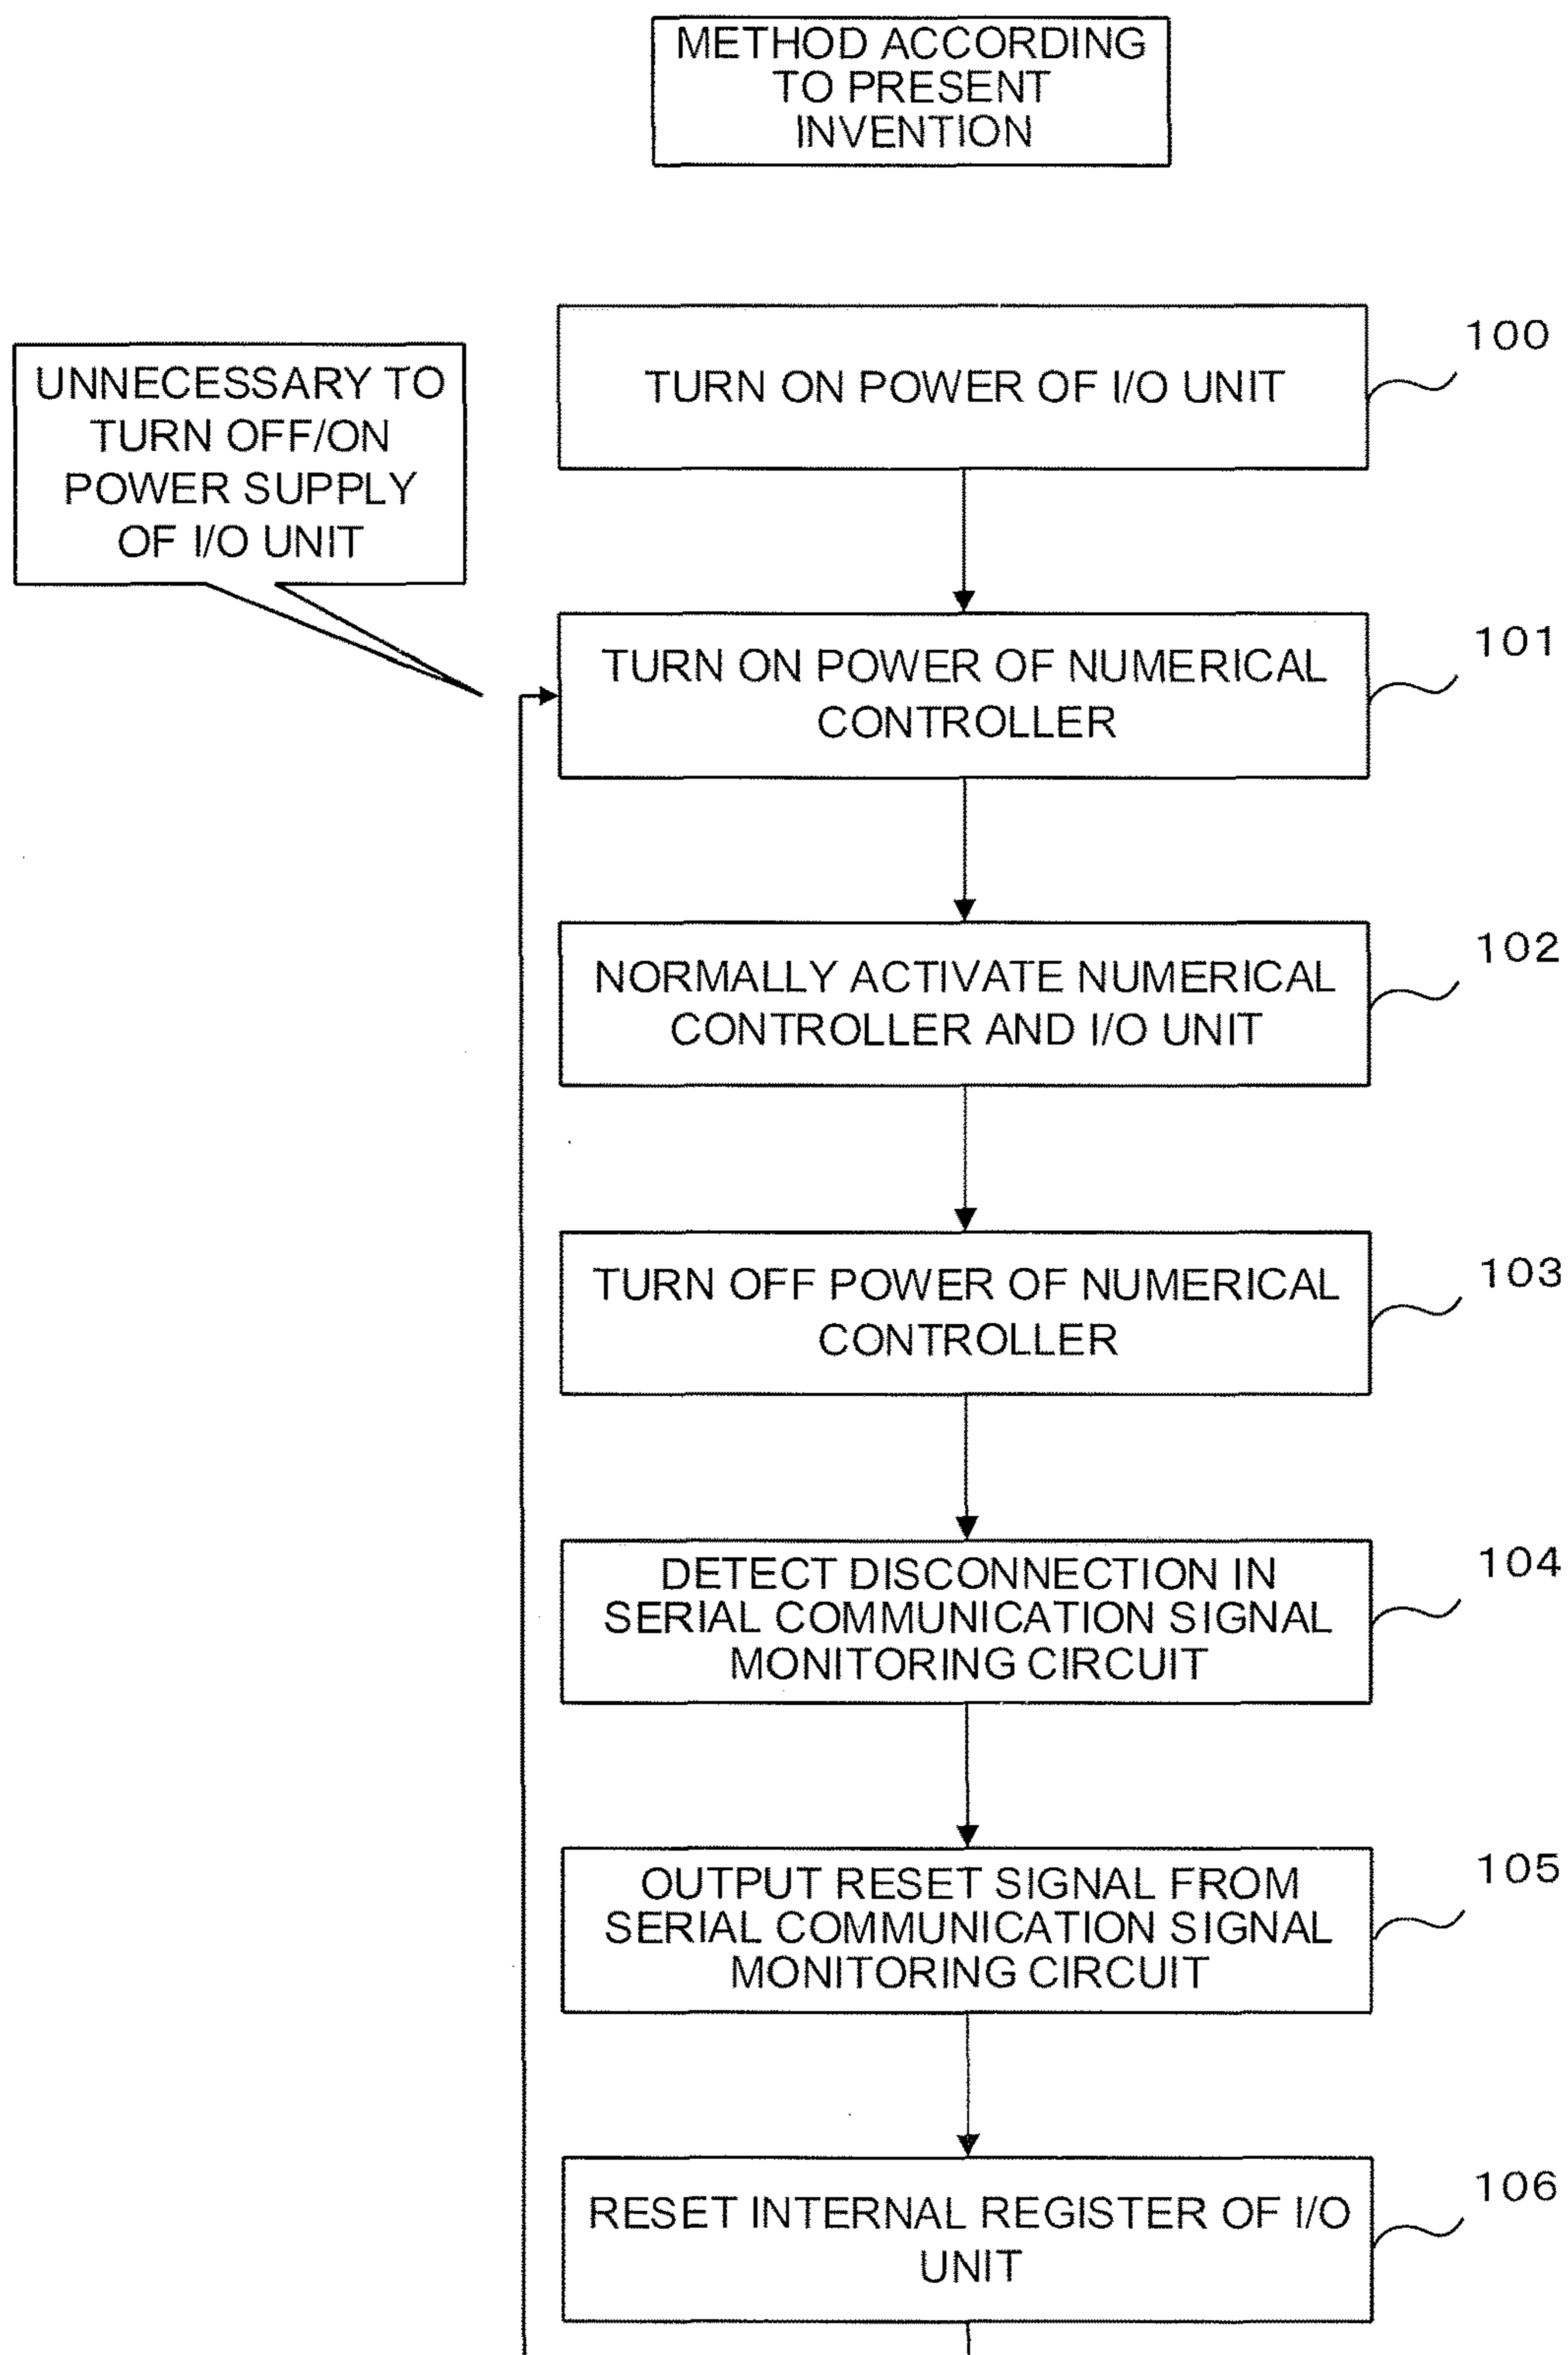 METHOD ACCORDING
TO PRESENT
INVENTION
TURN ON POWER OF I/O UNIT
100
UNNECESSARY TO
TURN OFF/ON
POWER SUPPLY
OF I/O UNIT
TURN ON POWER OF NUMERICAL
CONTROLLER
101
NORMALLY ACTIVATE NUMERICAL
CONTROLLER AND I/O UNIT
102
TURN OFF POWER OF NUMERICAL
CONTROLLER
103
DETECT DISCONNECTION IN
SERIAL COMMUNICATION SIGNAL
MONITORING CIRCUIT
104
OUTPUT RESET SIGNAL FROM
SERIAL COMMUNICATION SIGNAL
MONITORING CIRCUIT
105
RESET INTERNAL REGISTER OF I/O
UNIT
106